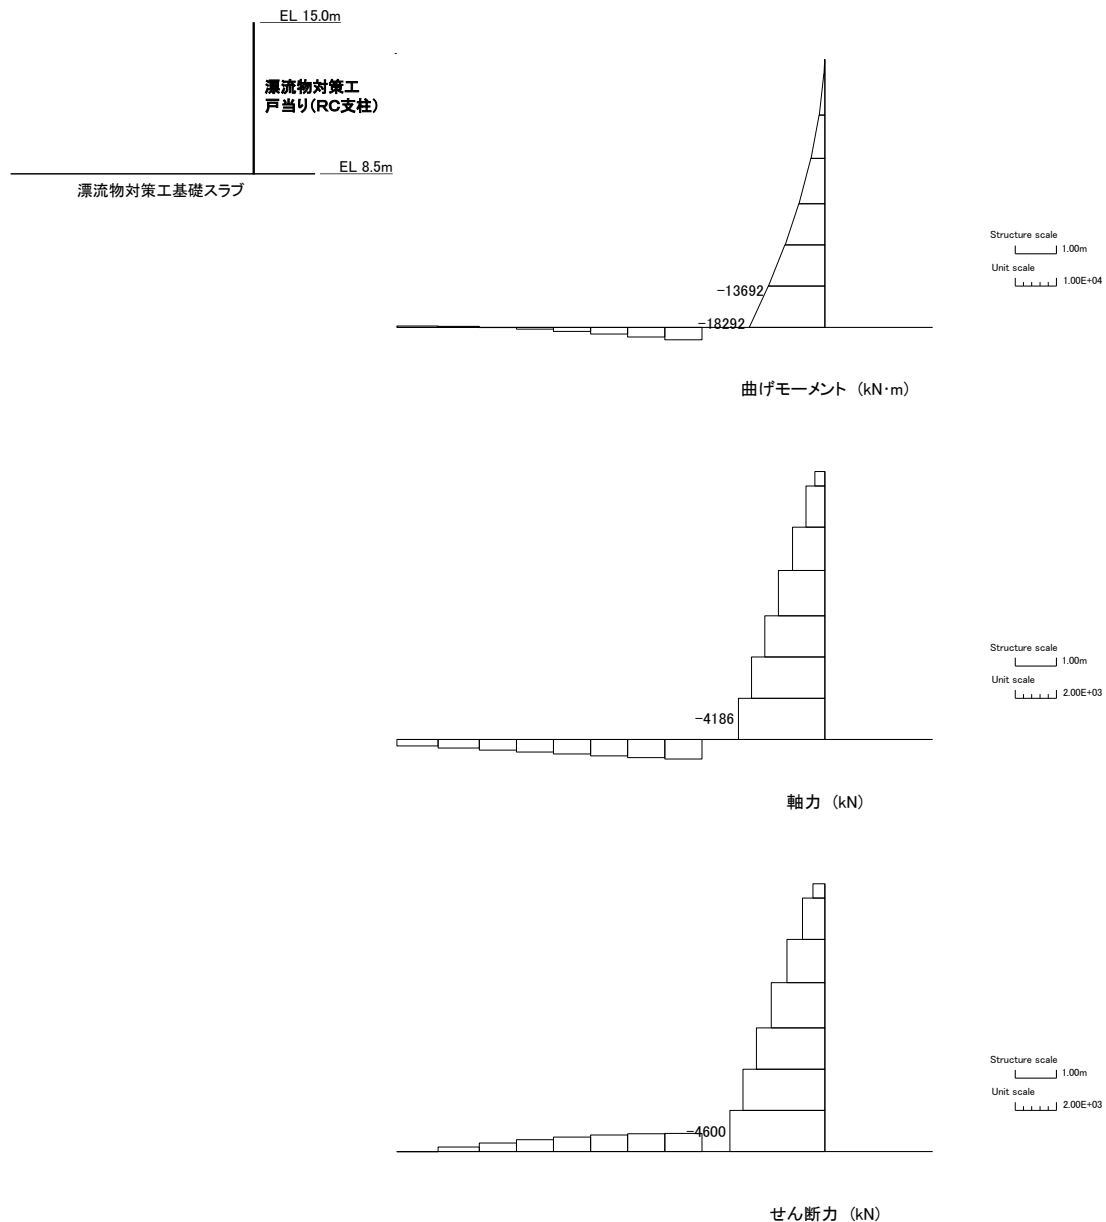 EL 15.0m
漂流物対策工
戸当り(RC支柱)
EL 8.5m
漂流物対策工基礎スラブ
Structure scale
1.00m
Unit scale
1.00E+04
-13692
-18292
曲げモーメント (kN·m)
Structure scale
1.00m
Unit scale
2.00E+03
-4186
軸力 (kN)
Structure scale
1.00m
Unit scale
2.00E+03
-4600
せん断力 (kN)